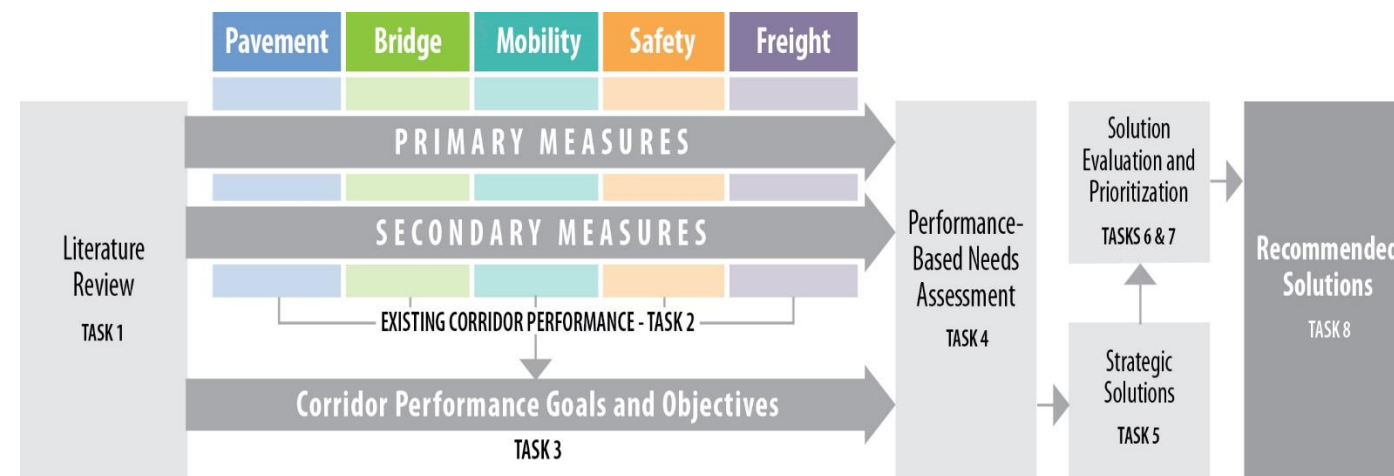 Pavement
Bridge
Mobility
Safety
Freight
PRIMARY MEASURES
SECONDARY MEASURES
Literature
Review
TASK 1
EXISTING CORRIDOR PERFORMANCE - TASK 2
Corridor Performance Goals and Objectives
TASK 3
Performance-
Based Needs
Assessment
TASK 4
Solution
Evaluation and
Prioritization
TASKS 6 & 7
Strategic
Solutions
TASK 5
Recommended
Solutions
TASK 8